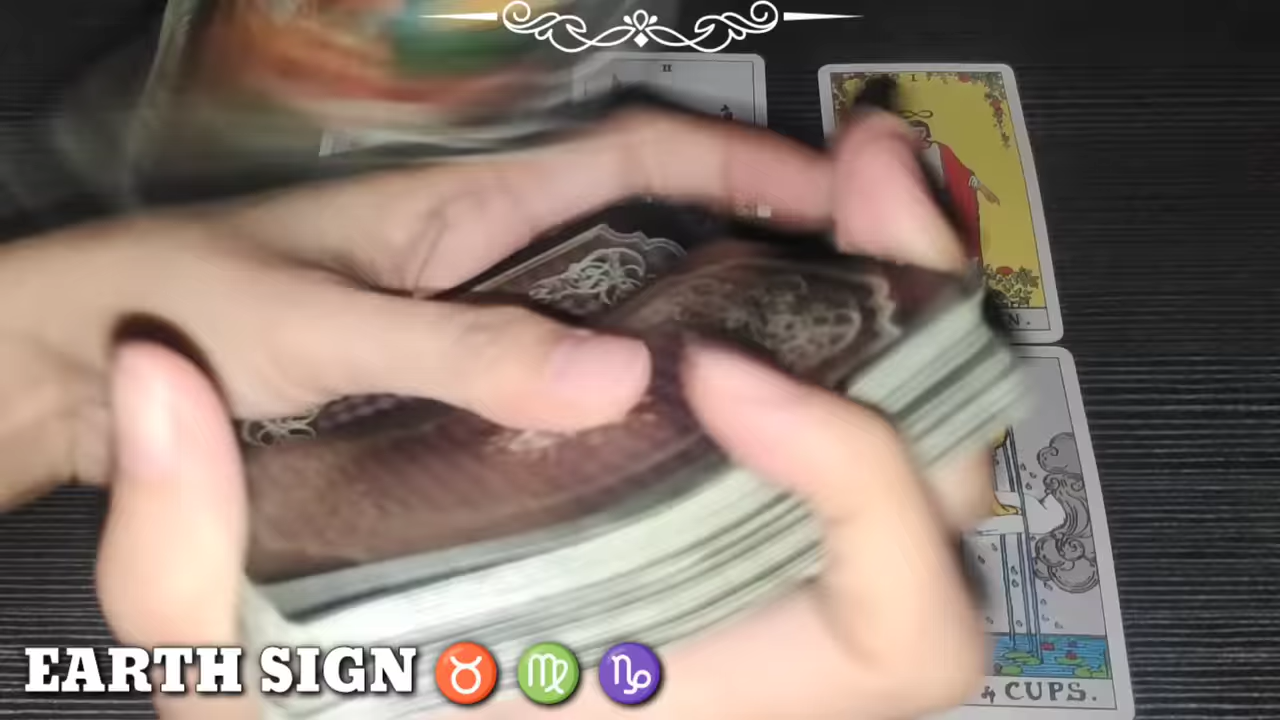 II
I
N.
CUPS.
EARTH SIGN ♉ ♍ ♑